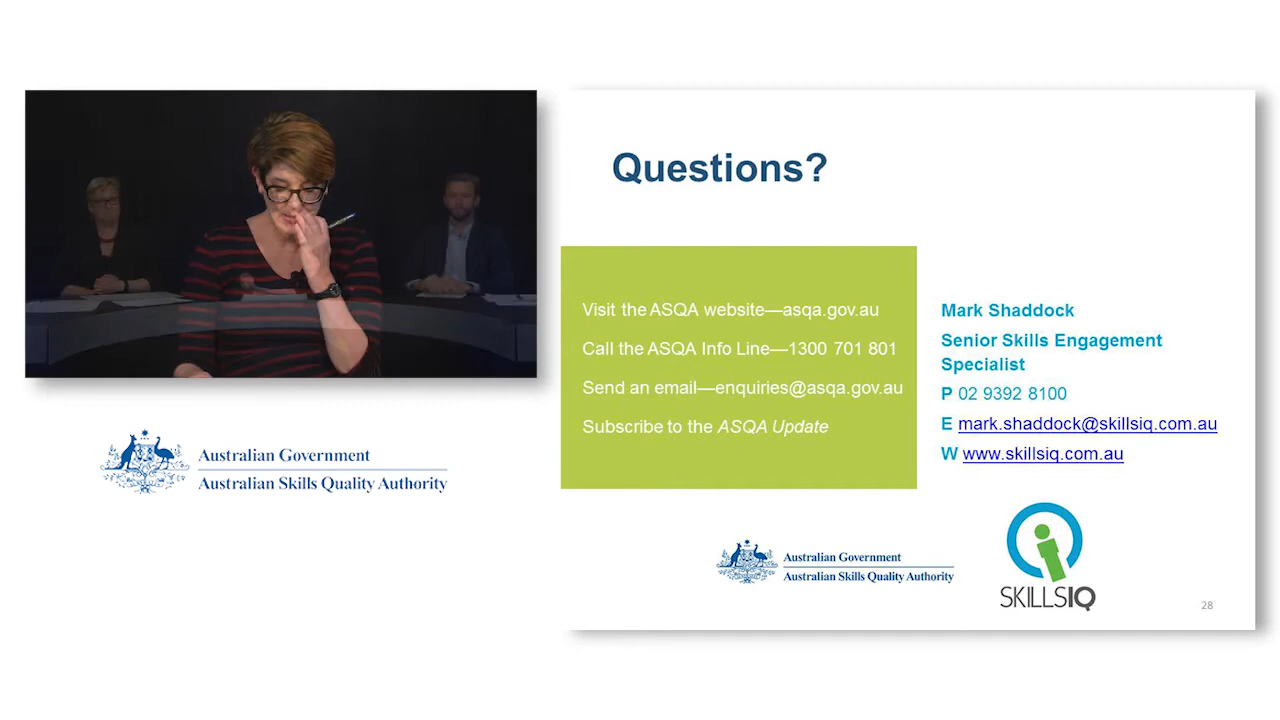 Questions?
Visit the ASQA website—asqa.gov.au
Call the ASQA Info Line—1300 701 801
Send an email—enquiries@asqa.gov.au
Subscribe to the ASQA Update
Mark Shaddock
Senior Skills Engagement
Specialist
P 02 9392 8100
E mark.shaddock@skillsiq.com.au
W www.skillsiq.com.au
Australian Government
Australian Skills Quality Authority
Australian Government
Australian Skills Quality Authority
SKILLSIQ
28